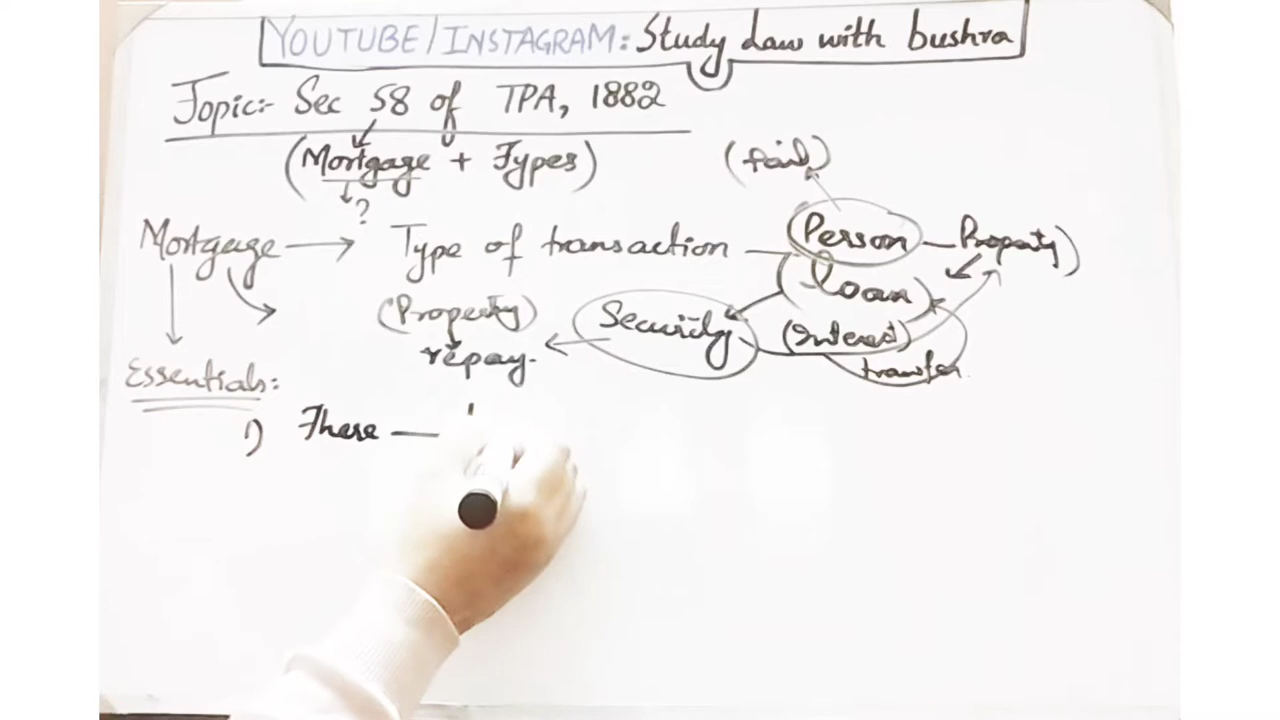 YOUTUBE/INSTAGRAM: Study Law with bushra
Topic:- Sec 58 of TPA, 1882
(Mortgage + Types)
?
(fail)
Mortgage → Type of transaction — Person — Property)
(loan)
(Property) Security (Interest)
repay. transfer
Essentials:
1) There —